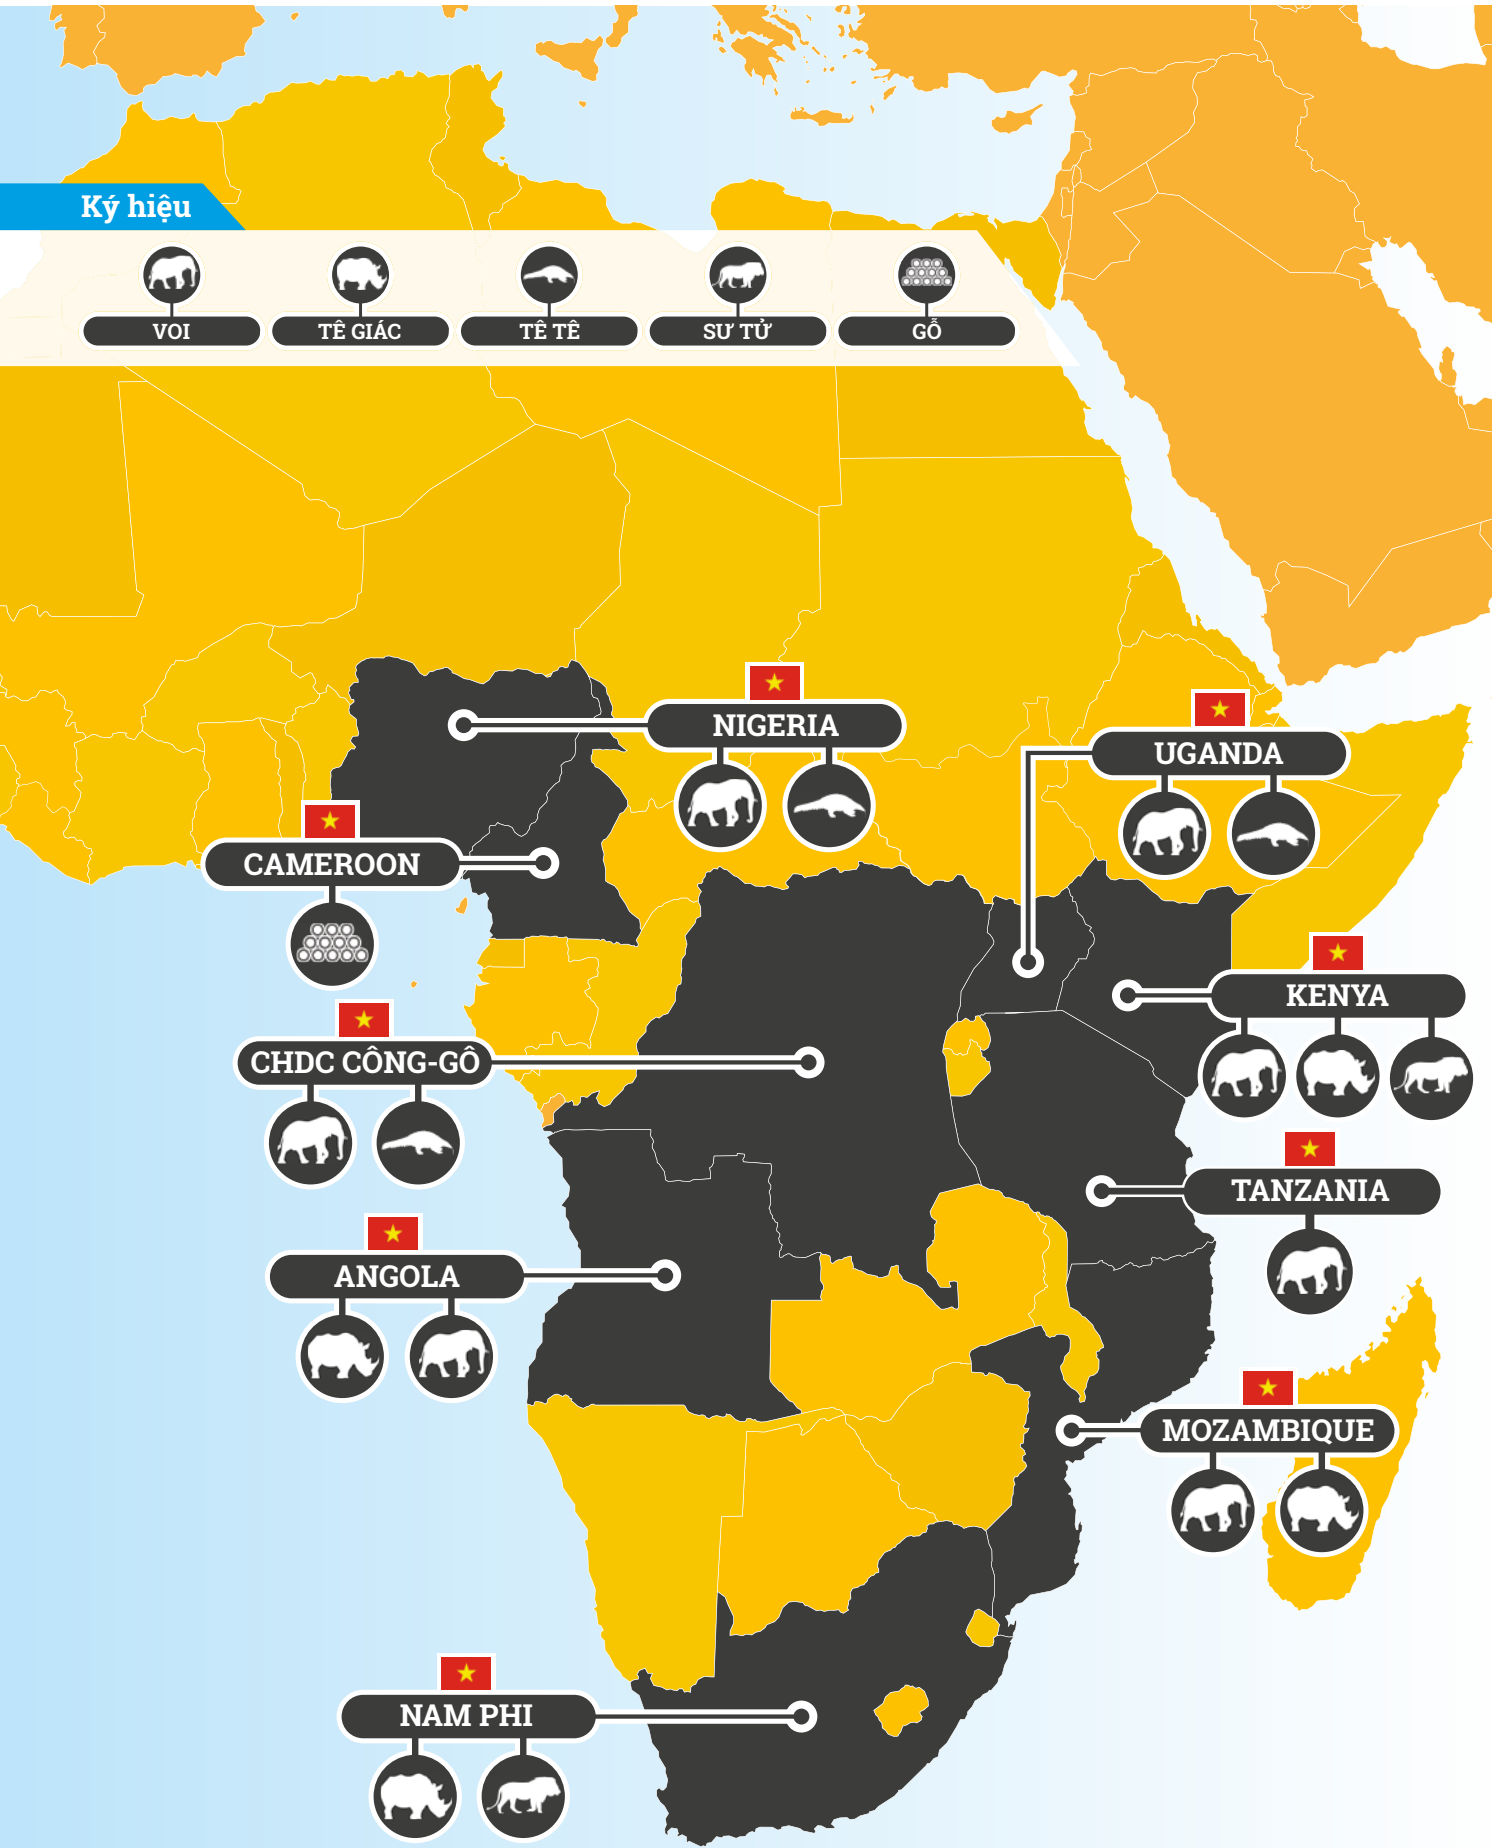 Ký hiệu
VOI
TÊ GIÁC
TÊ TÊ
SƯ TỬ
GỖ
NIGERIA
UGANDA
CAMEROON
KENYA
CHDC CÔNG-GÔ
TANZANIA
ANGOLA
MOZAMBIQUE
NAM PHI